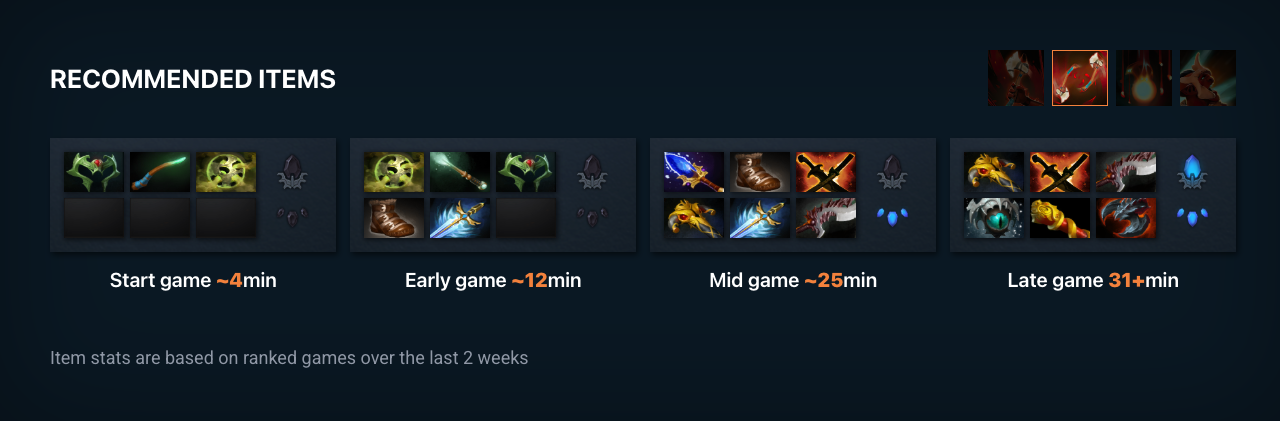 RECOMMENDED ITEMS
Start game ~4min
Early game ~12min
Mid game ~25min
Late game 31+min
Item stats are based on ranked games over the last 2 weeks